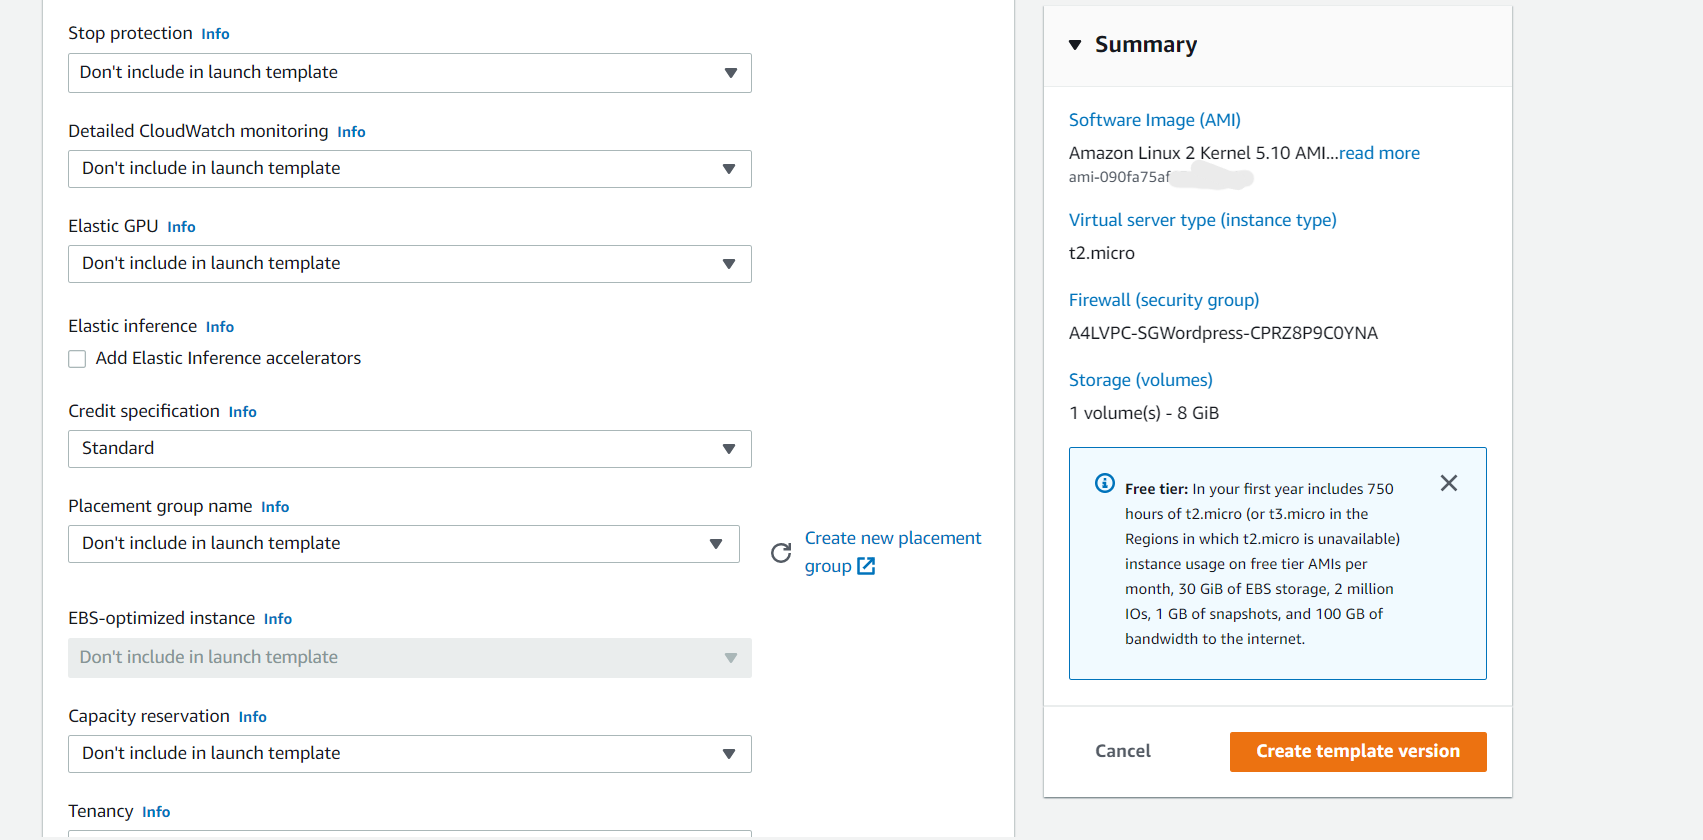 Stop protection Info
Don't include in launch template
Detailed CloudWatch monitoring Info
Don't include in launch template
Elastic GPU Info
Don't include in launch template
Elastic inference Info
Add Elastic Inference accelerators
Credit specification Info
Standard
Placement group name Info
Don't include in launch template
Create new placement
group
EBS-optimized instance Info
Don't include in launch template
Capacity reservation Info
Don't include in launch template
Tenancy Info
Summary
Software Image (AMI)
Amazon Linux 2 Kernel 5.10 AMI...read more
ami-090fa75af
Virtual server type (instance type)
t2.micro
Firewall (security group)
A4LVPC-SGWordpress-CPRZ8P9C0YNA
Storage (volumes)
1 volume(s) - 8 GiB
Free tier: In your first year includes 750
hours of t2.micro (or t3.micro in the
Regions in which t2.micro is unavailable)
instance usage on free tier AMIs per
month, 30 GiB of EBS storage, 2 million
IOs, 1 GB of snapshots, and 100 GB of
bandwidth to the internet.
Cancel
Create template version